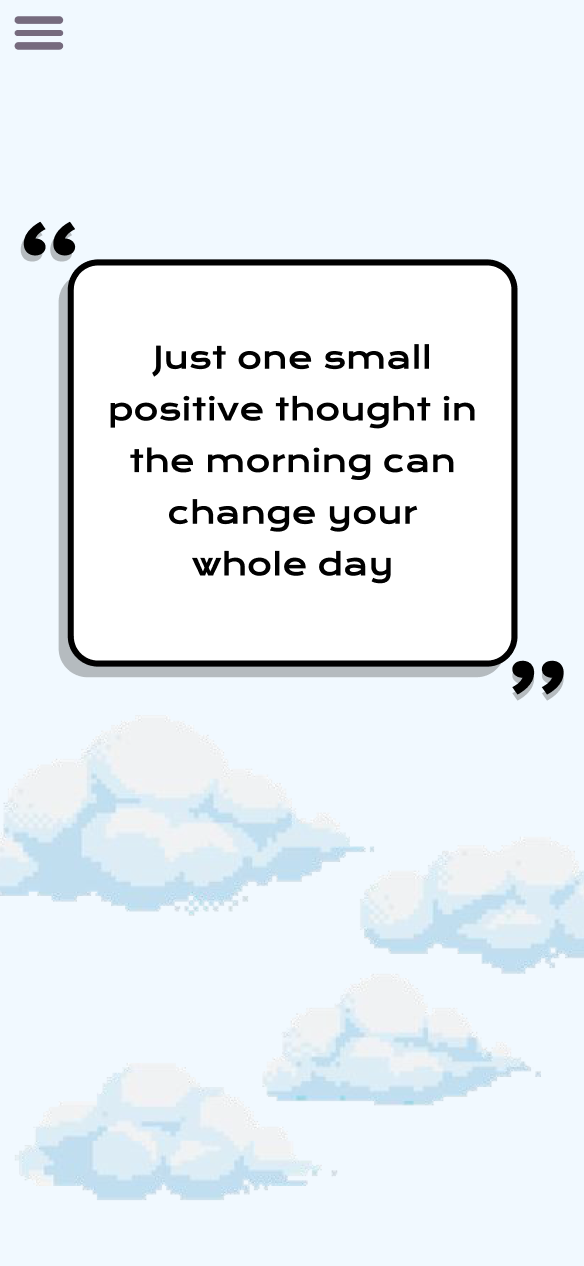 “
Just one small
positive thought in
the morning can
change your
whole day
”